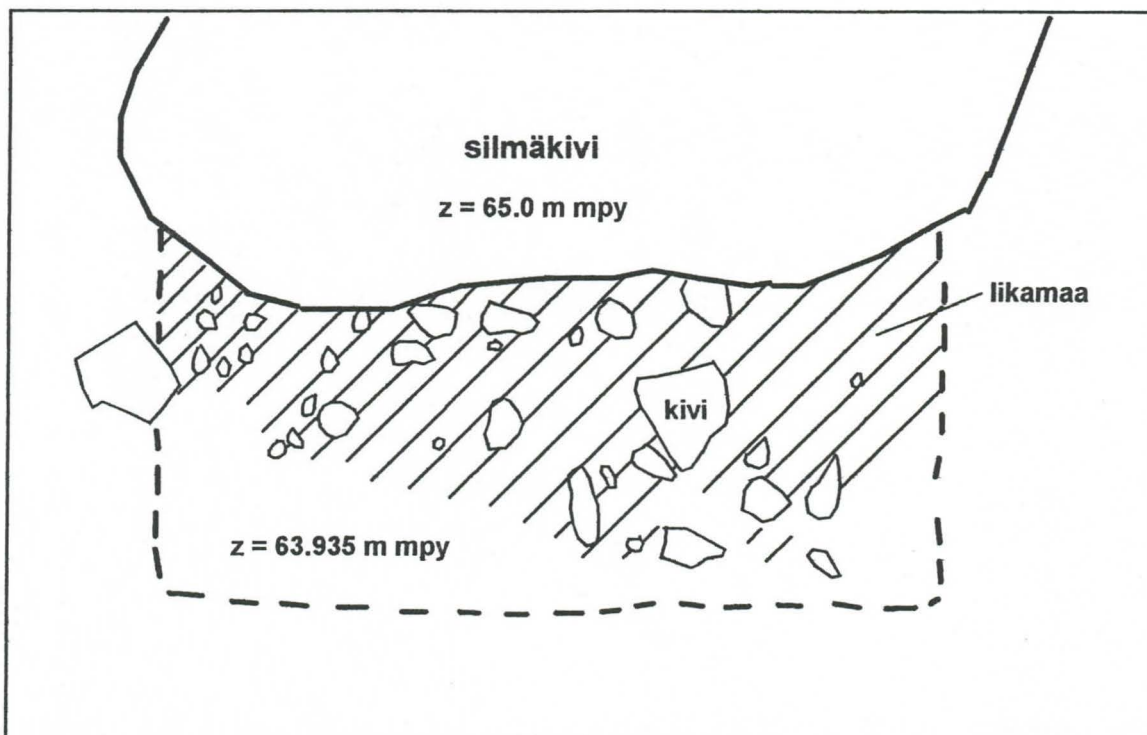 silmäkivi
z = 65.0 m mpy
likamaa
kivi
z = 63.935 m mpy